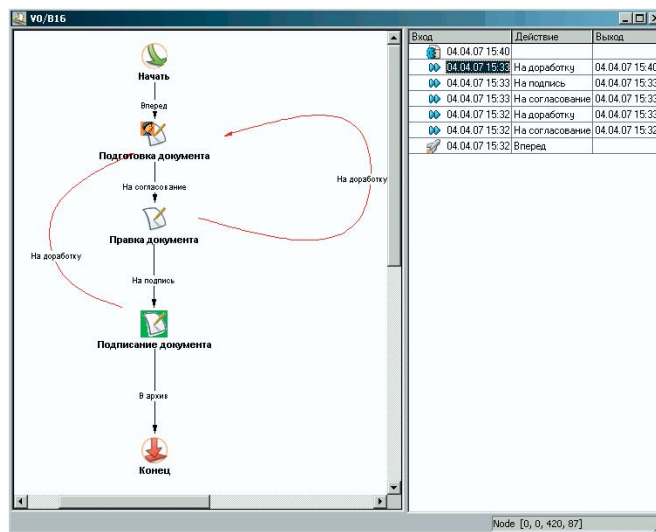 VO/B16
Начать
Вперед
Подготовка документа
На согласование
На доработку
Правка документа
На доработку
На подпись
Подписание документа
В архив
Конец
Вход Действие Выход
04.04.07 15:40
04.04.07 15:33 На доработку 04.04.07 15:40
04.04.07 15:33 На подпись 04.04.07 15:33
04.04.07 15:33 На согласование 04.04.07 15:33
04.04.07 15:32 На доработку 04.04.07 15:33
04.04.07 15:32 На согласование 04.04.07 15:32
04.04.07 15:32 Вперед
Node [0, 0, 420, 87]